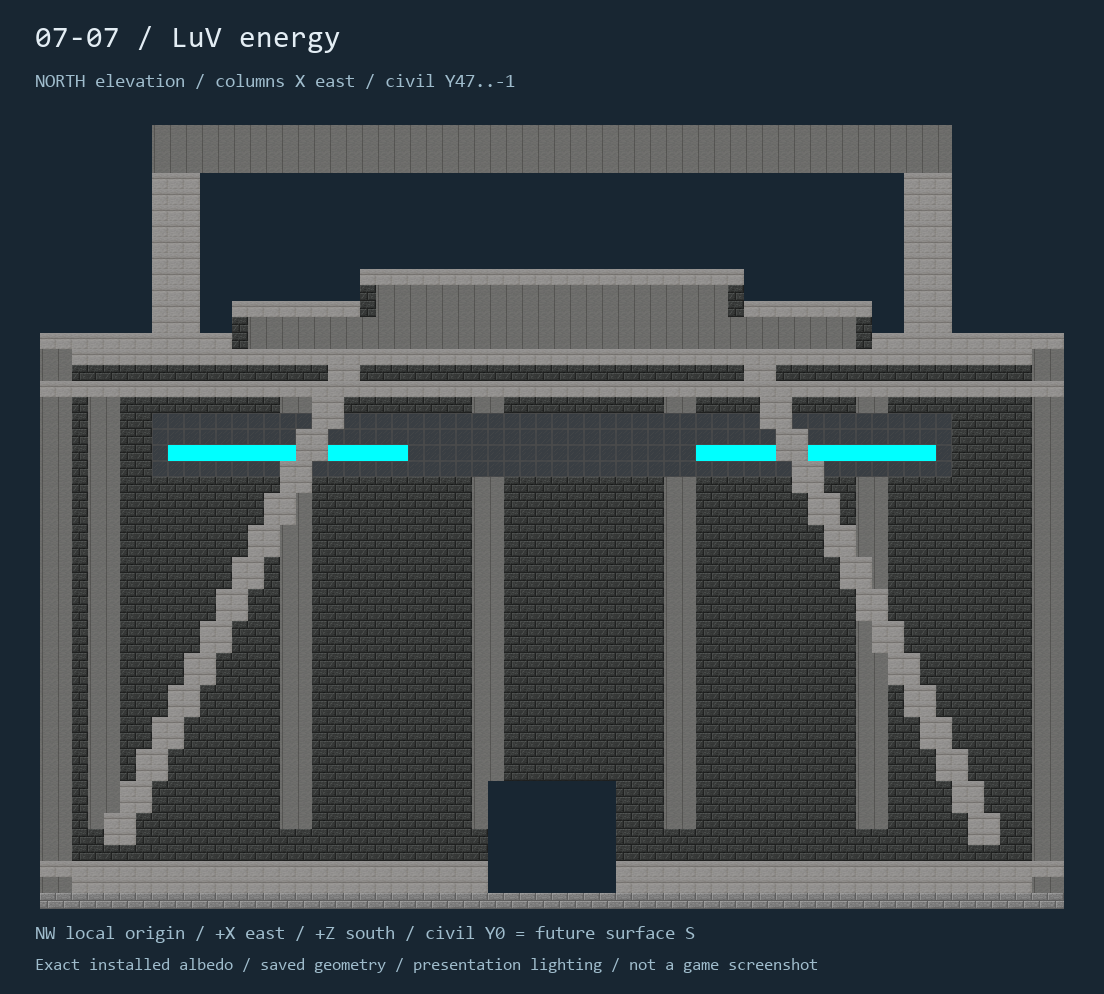 07-07 / LuV energy
NORTH elevation / columns X east / civil Y47..-1
NW local origin / +X east / +Z south / civil Y0 = future surface S
Exact installed albedo / saved geometry / presentation lighting / not a game screenshot